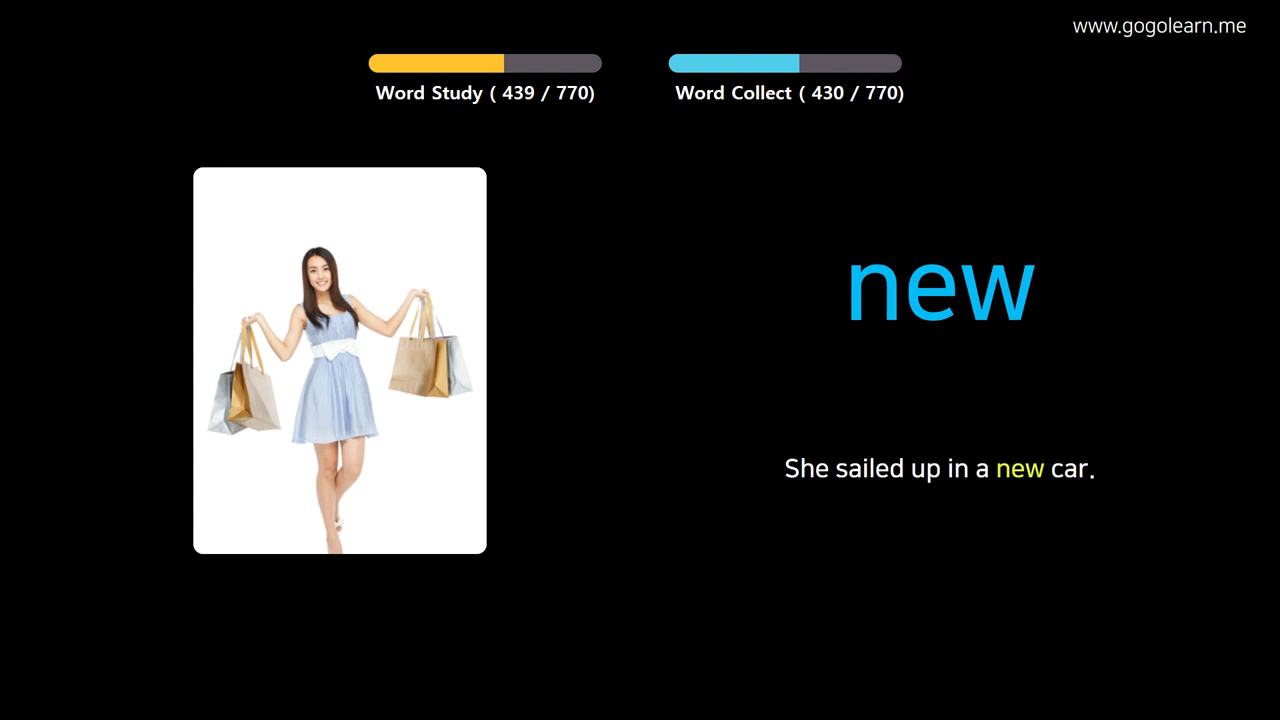 www.gogolearn.me
Word Study ( 439 / 770)
Word Collect ( 430 / 770)
new
She sailed up in a new car.